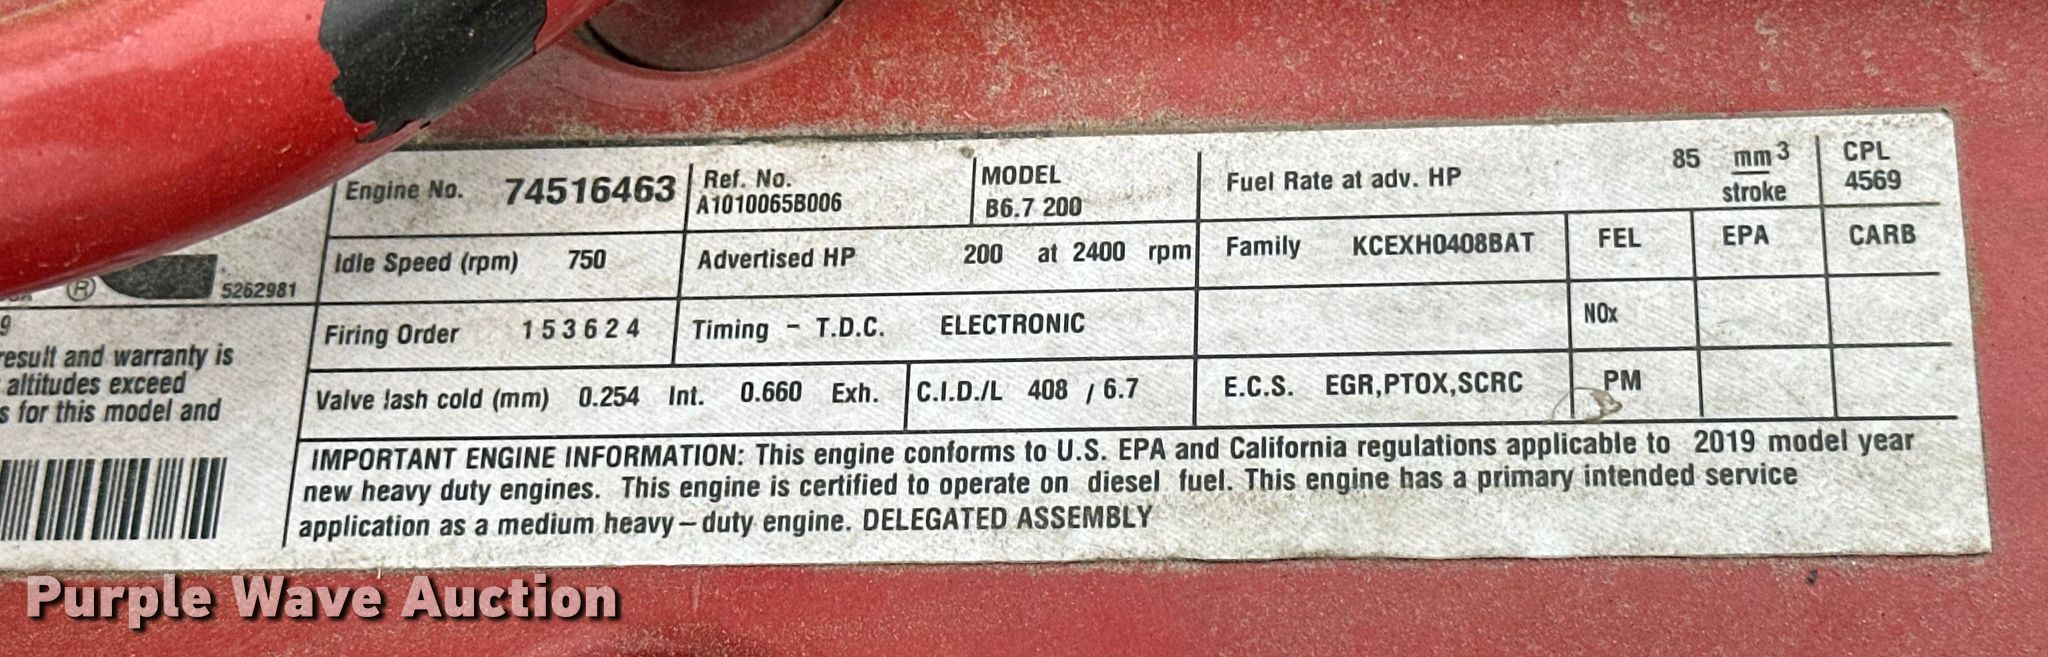 Engine No. 74516463 Ref. No. A1010065B006 MODEL B6.7 200 Fuel Rate at adv. HP 85 mm3 stroke CPL 4569
Idle Speed (rpm) 750 Advertised HP 200 at 2400 rpm Family KCEXH0408BAT FEL EPA CARB
® 5262981
Firing Order 1 5 3 6 2 4 Timing – T.D.C. ELECTRONIC NOx
Valve lash cold (mm) 0.254 Int. 0.660 Exh. C.I.D./L 408 / 6.7 E.C.S. EGR,PTOX,SCRC PM
9
result and warranty is
altitudes exceed
for this model and
IMPORTANT ENGINE INFORMATION: This engine conforms to U.S. EPA and California regulations applicable to 2019 model year
new heavy duty engines. This engine is certified to operate on diesel fuel. This engine has a primary intended service
application as a medium heavy–duty engine. DELEGATED ASSEMBLY
Purple Wave Auction